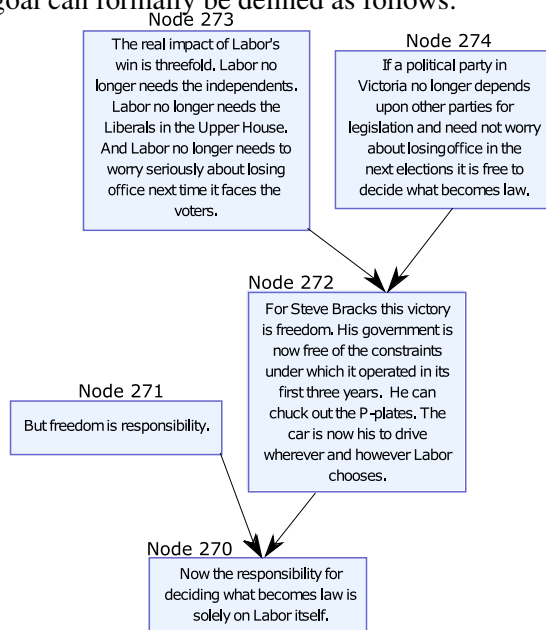 goal can formally be defined as follows:
Node 273
The real impact of Labor's
win is threefold. Labor no
longer needs the independents.
Labor no longer needs the
Liberals in the Upper House.
And Labor no longer needs to
worry seriously about losing
office next time it faces the
voters.
Node 274
If a political party in
Victoria no longer depends
upon other parties for
legislation and need not worry
about losing office in the
next elections it is free to
decide what becomes law.
Node 272
For Steve Bracks this victory
is freedom. His government is
now free of the constraints
under which it operated in its
first three years. He can
chuck out the P-plates. The
car is now his to drive
wherever and however Labor
chooses.
Node 271
But freedom is responsibility.
Node 270
Now the responsibility for
deciding what becomes law is
solely on Labor itself.